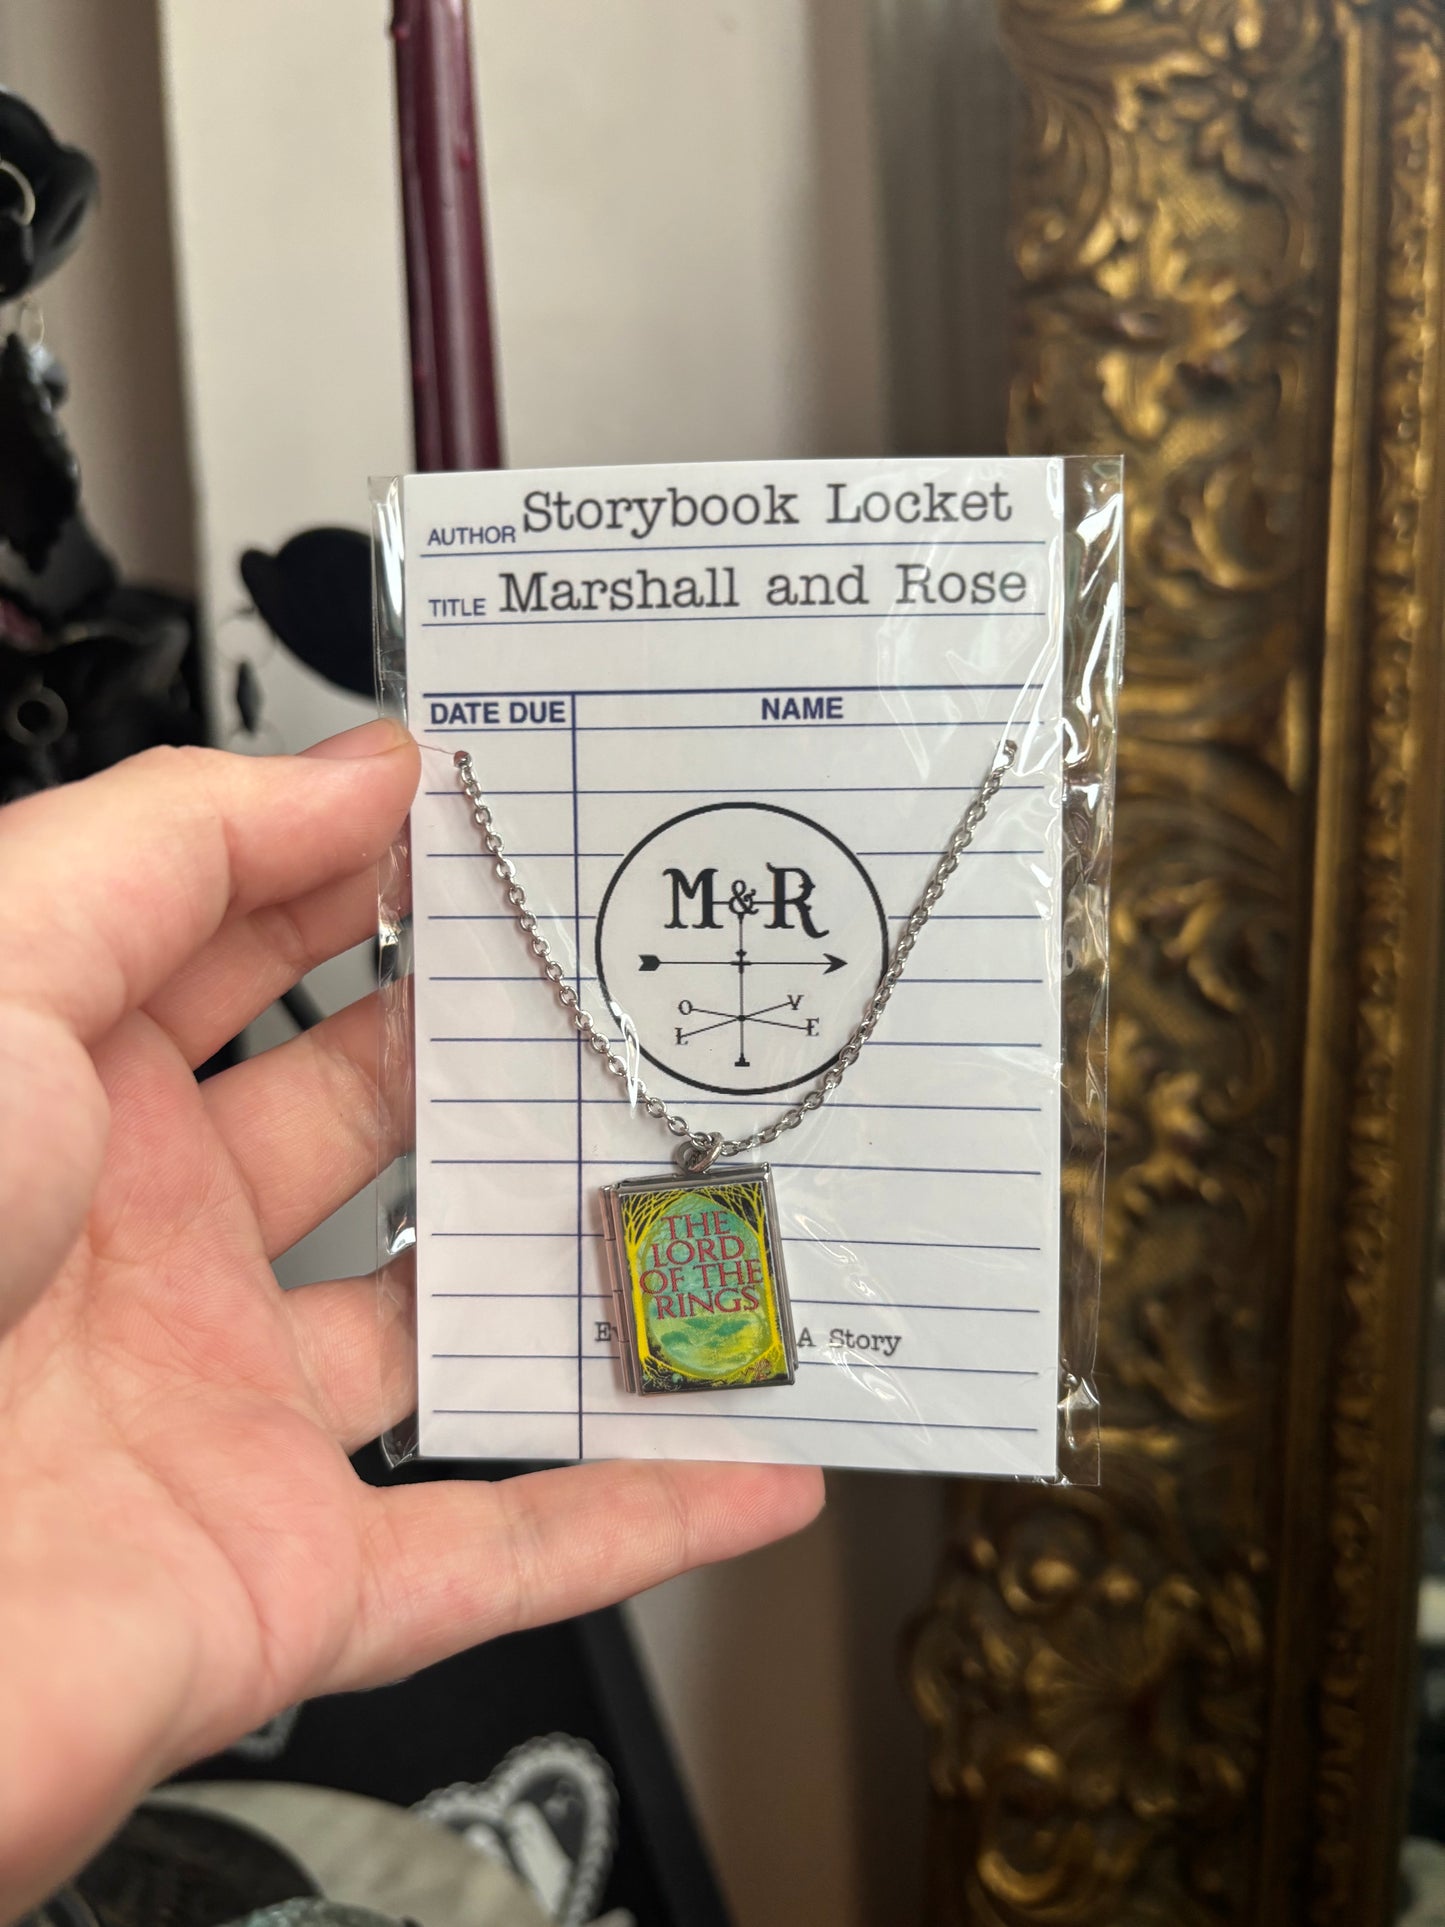 AUTHOR Storybook Locket
TITLE Marshall and Rose
DATE DUE NAME
M&R
O V
L E
THE
LORD
OF THE
RINGS
A Story